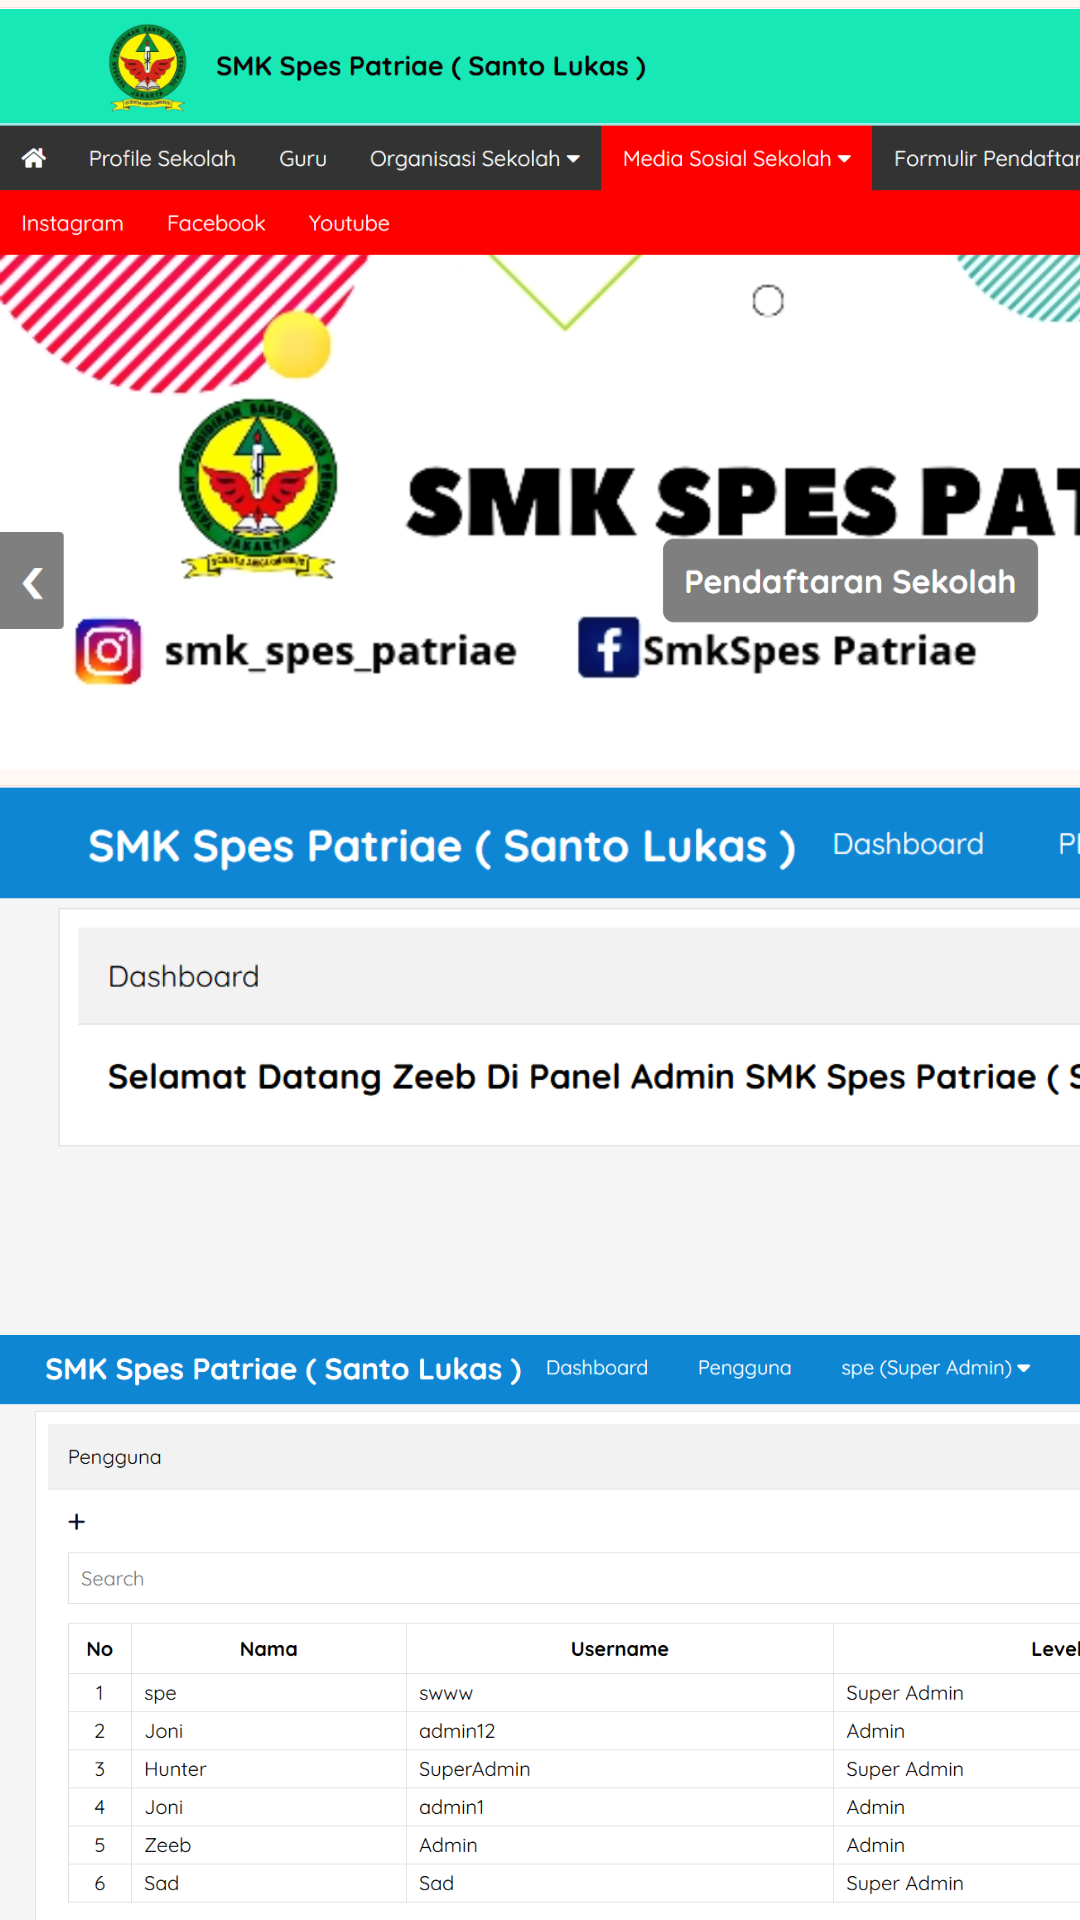 SMK Spes Patriae ( Santo Lukas )
Profile Sekolah Guru Organisasi Sekolah Media Sosial Sekolah Formulir Pendaftar
Instagram Facebook Youtube
JAKARTA
SMK SPES PAT
Pendaftaran Sekolah
smk_spes_patriae SmkSpes Patriae
SMK Spes Patriae ( Santo Lukas ) Dashboard
Dashboard
Selamat Datang Zeeb Di Panel Admin SMK Spes Patriae ( S
SMK Spes Patriae ( Santo Lukas ) Dashboard Pengguna spe (Super Admin)
Pengguna
+
Search
No Nama Username Level
1 spe swww Super Admin
2 Joni admin12 Admin
3 Hunter SuperAdmin Super Admin
4 Joni admin1 Admin
5 Zeeb Admin Admin
6 Sad Sad Super Admin